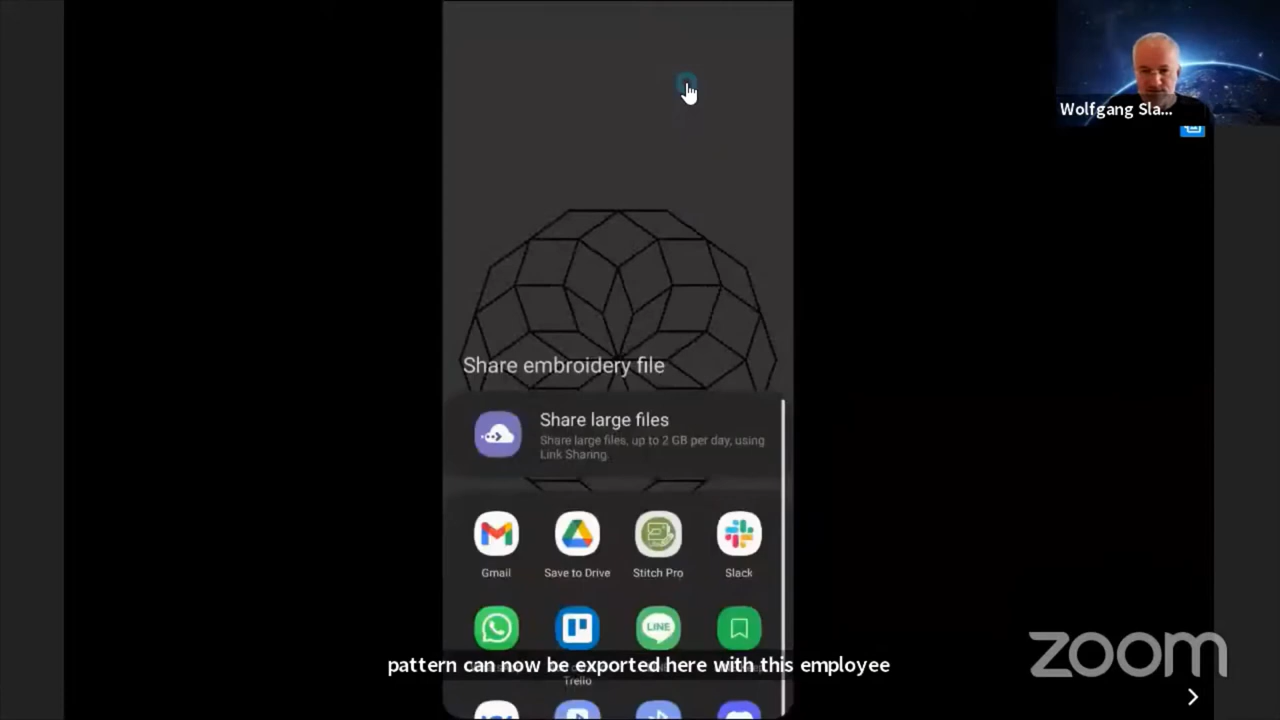 Wolfgang Sla...
Share embroidery file
Share large files
Share large files, up to 2 GB per day, using
Link Sharing.
Gmail
Save to Drive
Stitch Pro
Slack
LINE
pattern can now be exported here with this employee
Trello
zoom